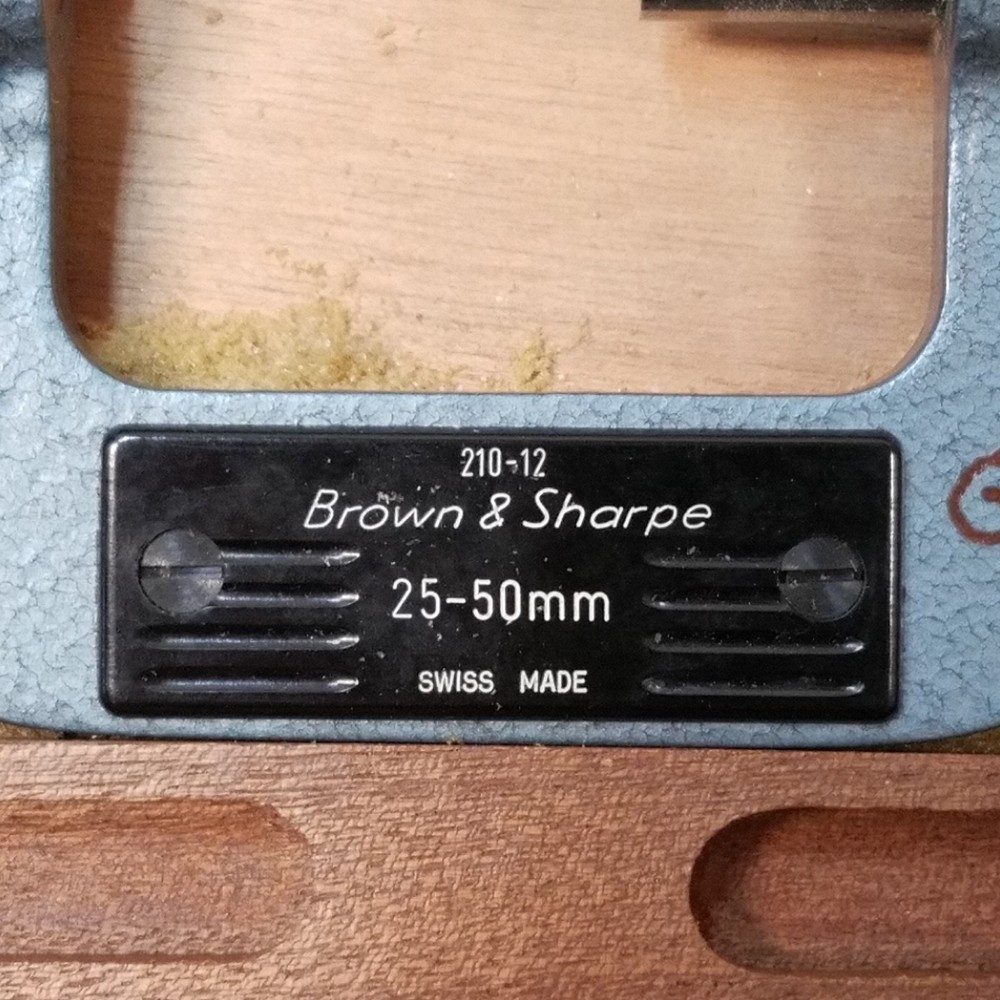 210-12
Brown & Sharpe
25-50mm
SWISS MADE